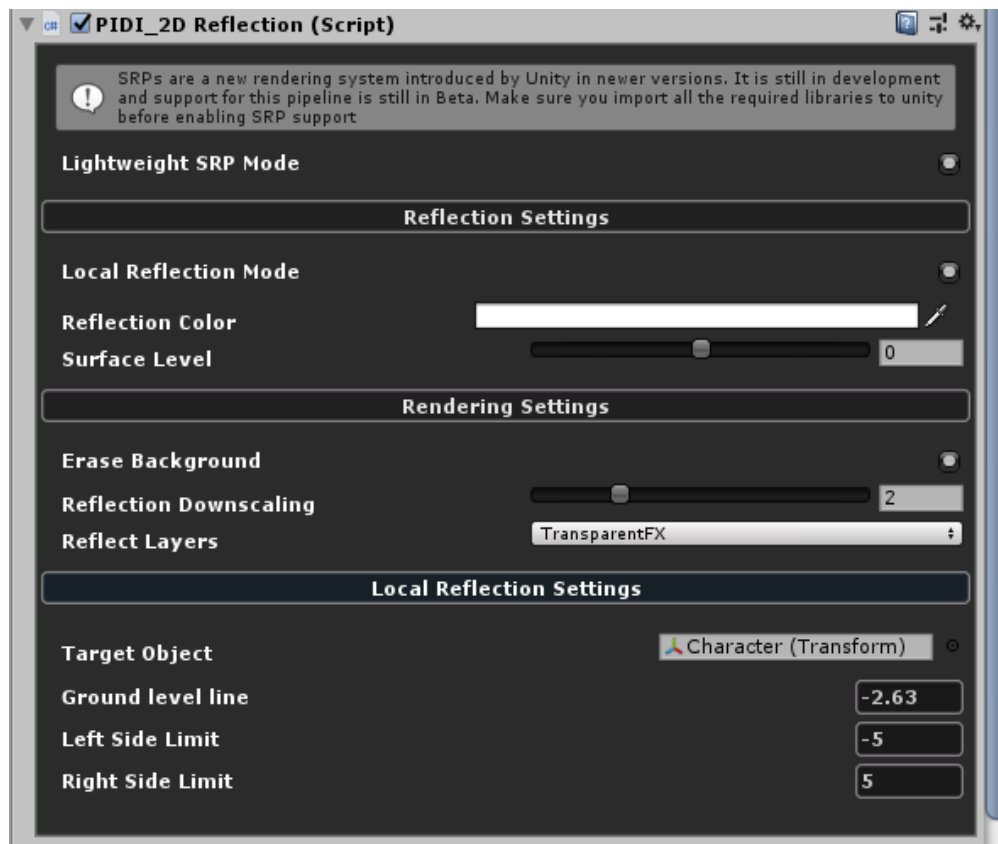 C# PIDI_2D Reflection (Script)
SRPs are a new rendering system introduced by Unity in newer versions. It is still in development
and support for this pipeline is still in Beta. Make sure you import all the required libraries to unity
before enabling SRP support
Lightweight SRP Mode
Reflection Settings
Local Reflection Mode
Reflection Color
Surface Level 0
Rendering Settings
Erase Background
Reflection Downscaling 2
Reflect Layers TransparentFX
Local Reflection Settings
Target Object Character (Transform)
Ground level line -2.63
Left Side Limit -5
Right Side Limit 5